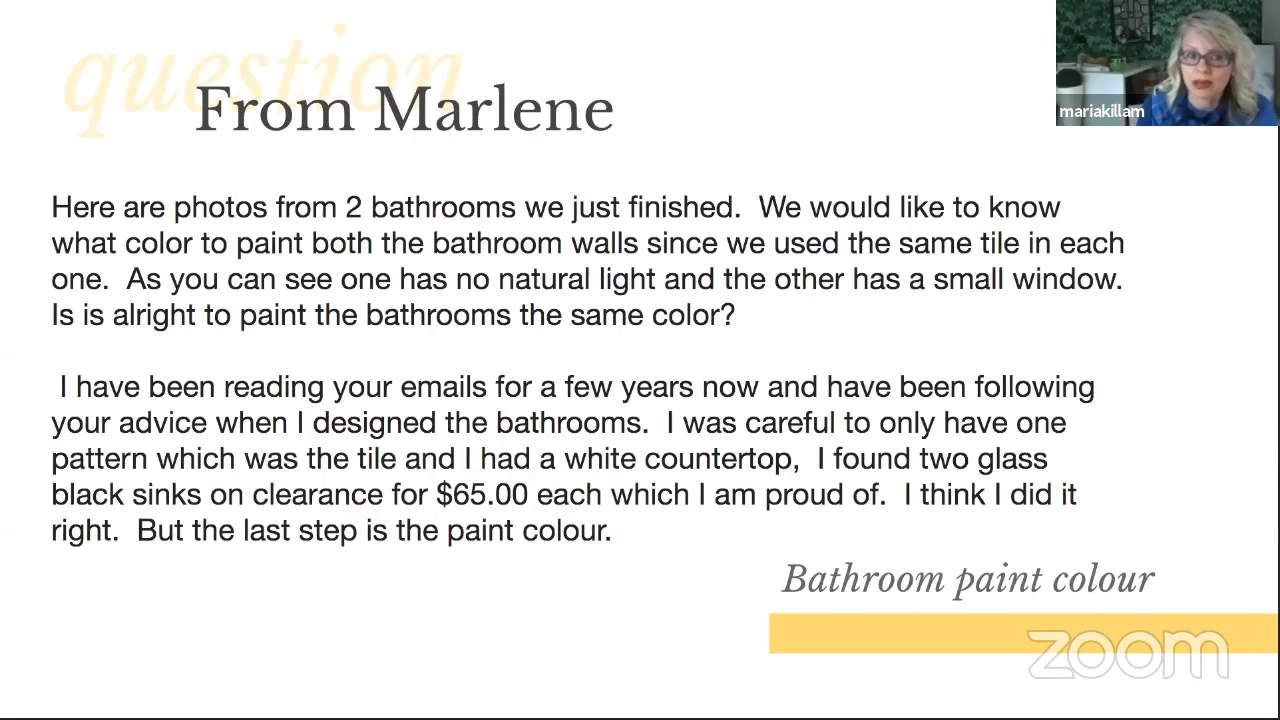 question
From Marlene
mariakillam
Here are photos from 2 bathrooms we just finished.  We would like to know
what color to paint both the bathroom walls since we used the same tile in each
one.  As you can see one has no natural light and the other has a small window.
Is is alright to paint the bathrooms the same color?
I have been reading your emails for a few years now and have been following
your advice when I designed the bathrooms.  I was careful to only have one
pattern which was the tile and I had a white countertop,  I found two glass
black sinks on clearance for $65.00 each which I am proud of.  I think I did it
right.  But the last step is the paint colour.
Bathroom paint colour
zoom